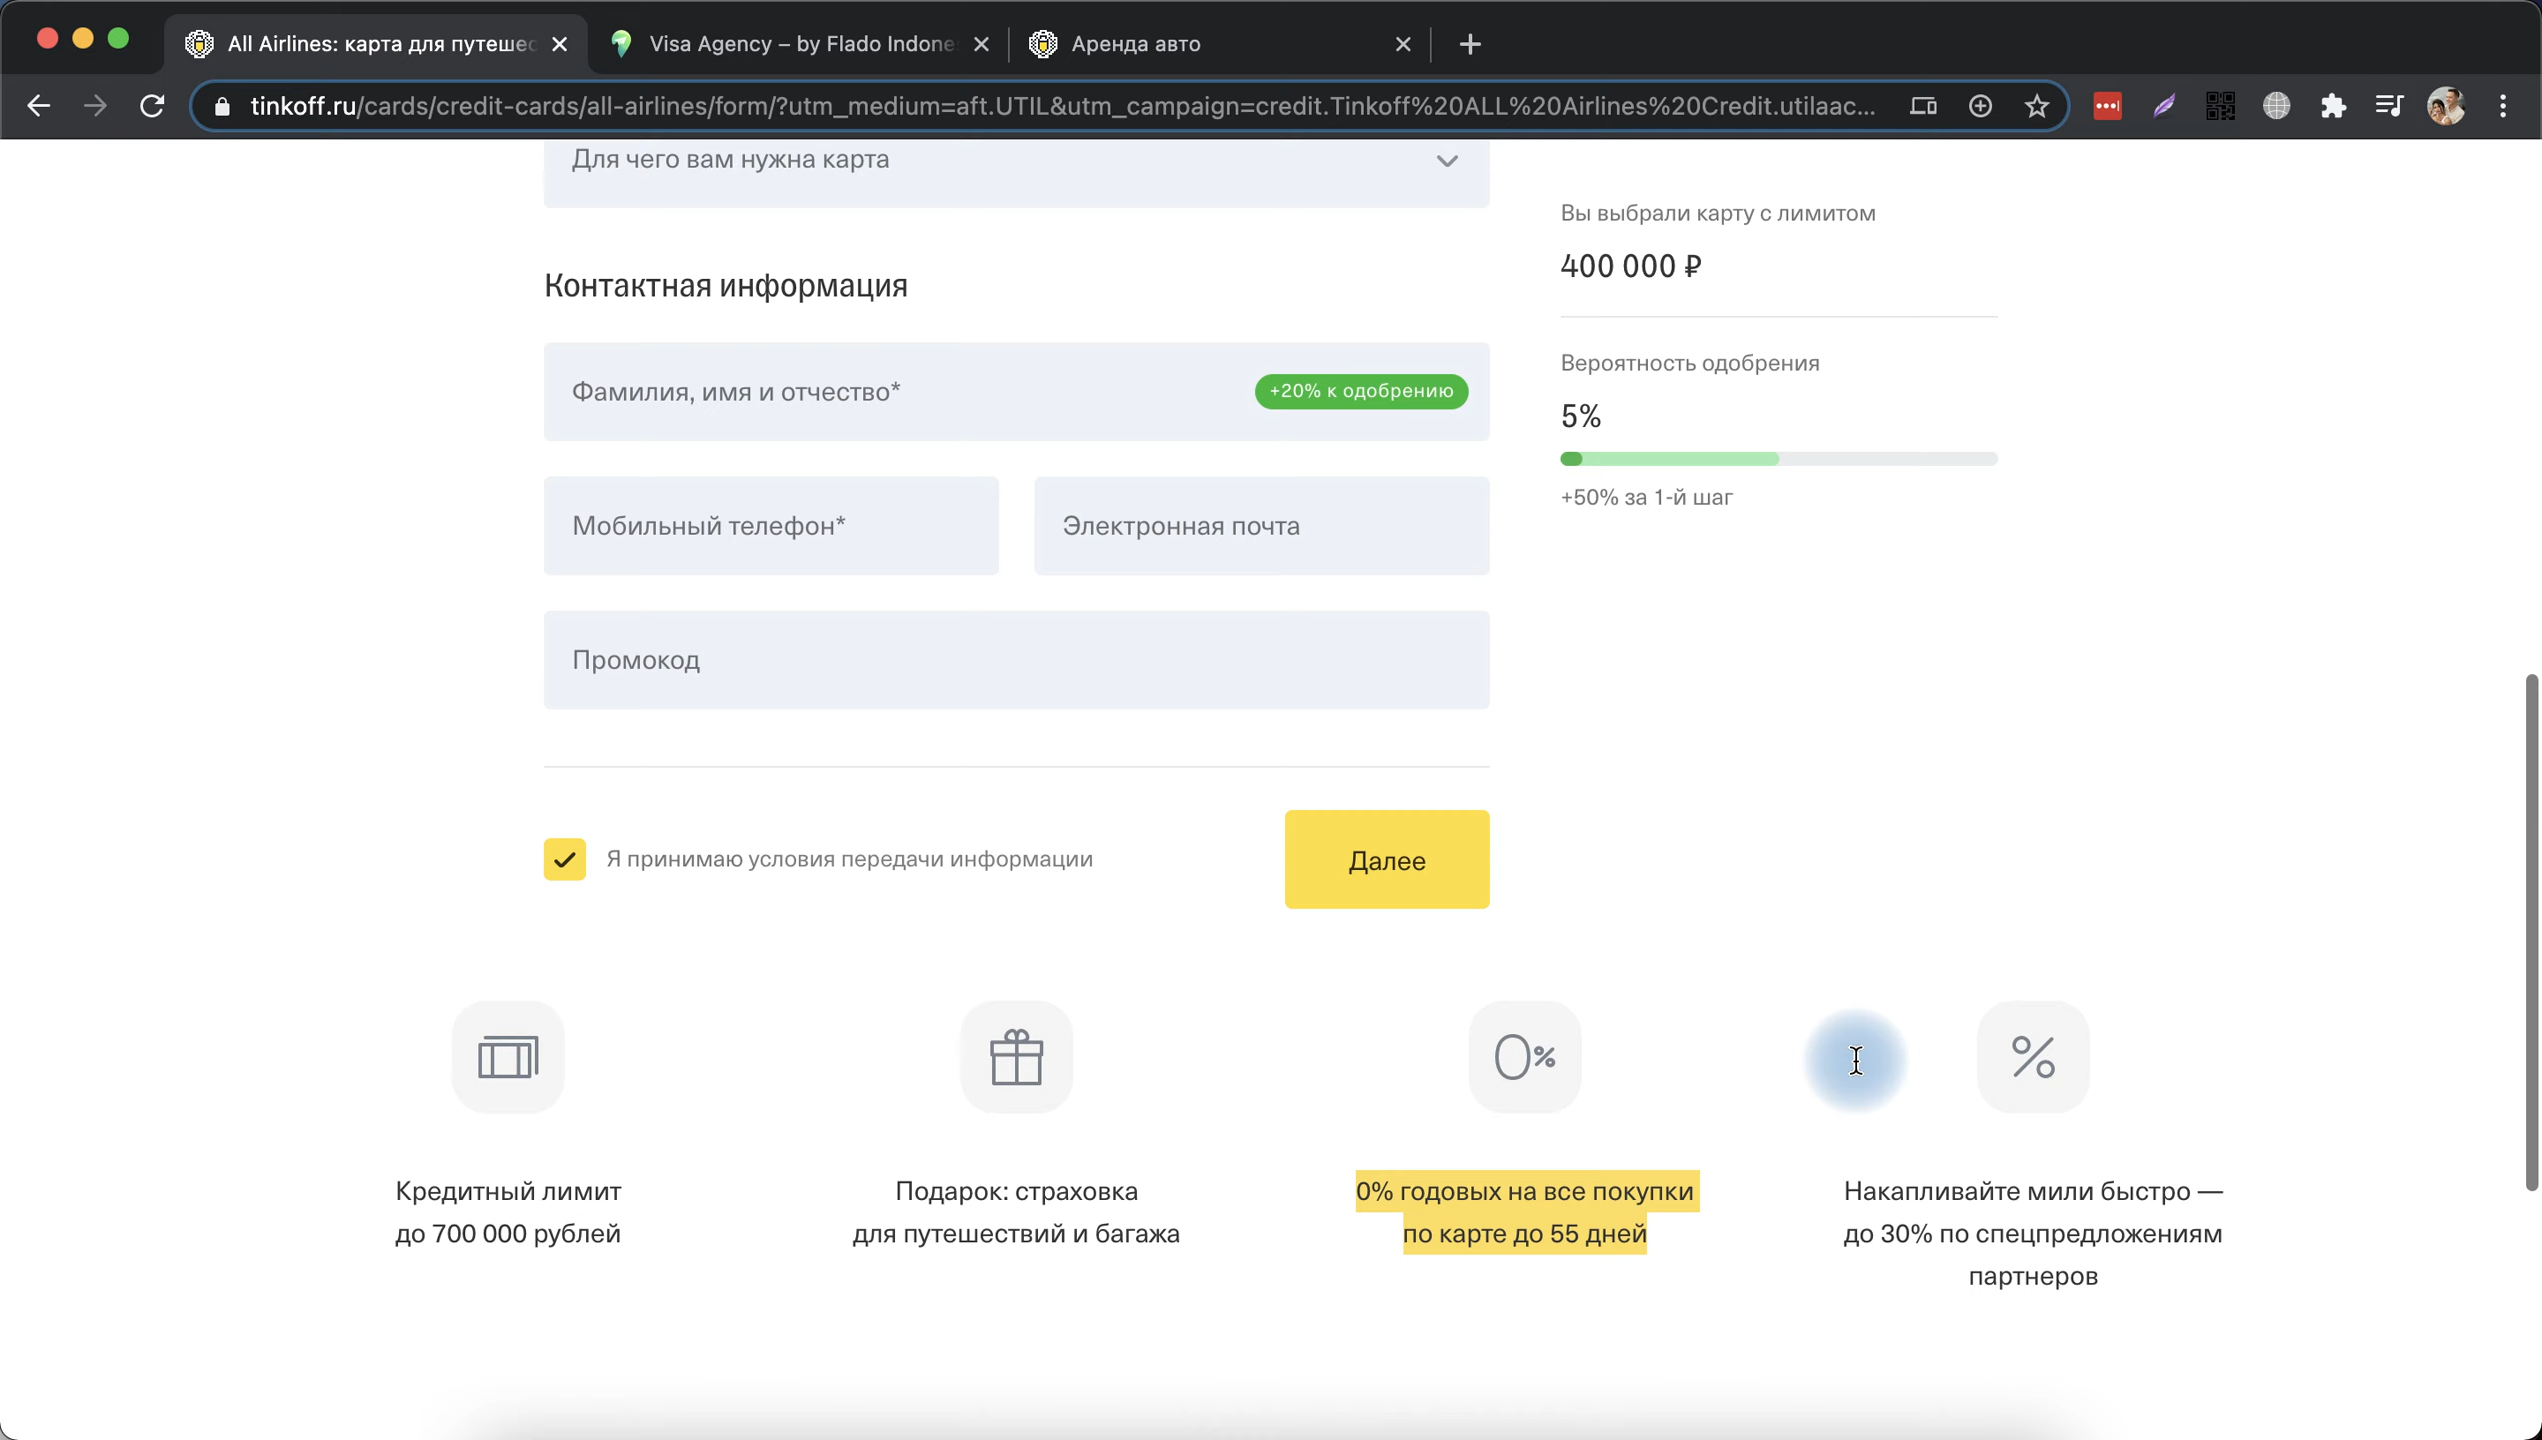 All Airlines: карта для путешес
Visa Agency – by Flado Indone
Аренда авто
tinkoff.ru/cards/credit-cards/all-airlines/form/?utm_medium=aft.UTIL&utm_campaign=credit.Tinkoff%20ALL%20Airlines%20Credit.utilaac...
Для чего вам нужна карта
Контактная информация
Фамилия, имя и отчество*
+20% к одобрению
Мобильный телефон*
Электронная почта
Промокод
Я принимаю условия передачи информации
Далее
Вы выбрали карту с лимитом
400 000 ₽
Вероятность одобрения
5%
+50% за 1-й шаг
Кредитный лимит
до 700 000 рублей
Подарок: страховка
для путешествий и багажа
0%
0% годовых на все покупки
по карте до 55 дней
%
Накапливайте мили быстро —
до 30% по спецпредложениям
партнеров